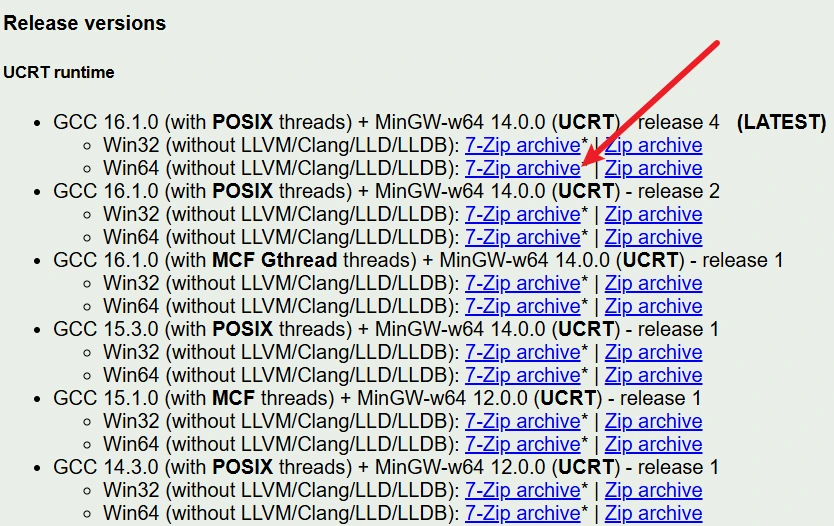 Release versions
UCRT runtime
• GCC 16.1.0 (with POSIX threads) + MinGW-w64 14.0.0 (UCRT) - release 4 (LATEST)
○ Win32 (without LLVM/Clang/LLD/LLDB): 7-Zip archive* | Zip archive
○ Win64 (without LLVM/Clang/LLD/LLDB): 7-Zip archive* | Zip archive
• GCC 16.1.0 (with POSIX threads) + MinGW-w64 14.0.0 (UCRT) - release 2
○ Win32 (without LLVM/Clang/LLD/LLDB): 7-Zip archive* | Zip archive
○ Win64 (without LLVM/Clang/LLD/LLDB): 7-Zip archive* | Zip archive
• GCC 16.1.0 (with MCF Gthread threads) + MinGW-w64 14.0.0 (UCRT) - release 1
○ Win32 (without LLVM/Clang/LLD/LLDB): 7-Zip archive* | Zip archive
○ Win64 (without LLVM/Clang/LLD/LLDB): 7-Zip archive* | Zip archive
• GCC 15.3.0 (with POSIX threads) + MinGW-w64 14.0.0 (UCRT) - release 1
○ Win32 (without LLVM/Clang/LLD/LLDB): 7-Zip archive* | Zip archive
○ Win64 (without LLVM/Clang/LLD/LLDB): 7-Zip archive* | Zip archive
• GCC 15.1.0 (with MCF threads) + MinGW-w64 12.0.0 (UCRT) - release 1
○ Win32 (without LLVM/Clang/LLD/LLDB): 7-Zip archive* | Zip archive
○ Win64 (without LLVM/Clang/LLD/LLDB): 7-Zip archive* | Zip archive
• GCC 14.3.0 (with POSIX threads) + MinGW-w64 12.0.0 (UCRT) - release 1
○ Win32 (without LLVM/Clang/LLD/LLDB): 7-Zip archive* | Zip archive
○ Win64 (without LLVM/Clang/LLD/LLDB): 7-Zip archive* | Zip archive